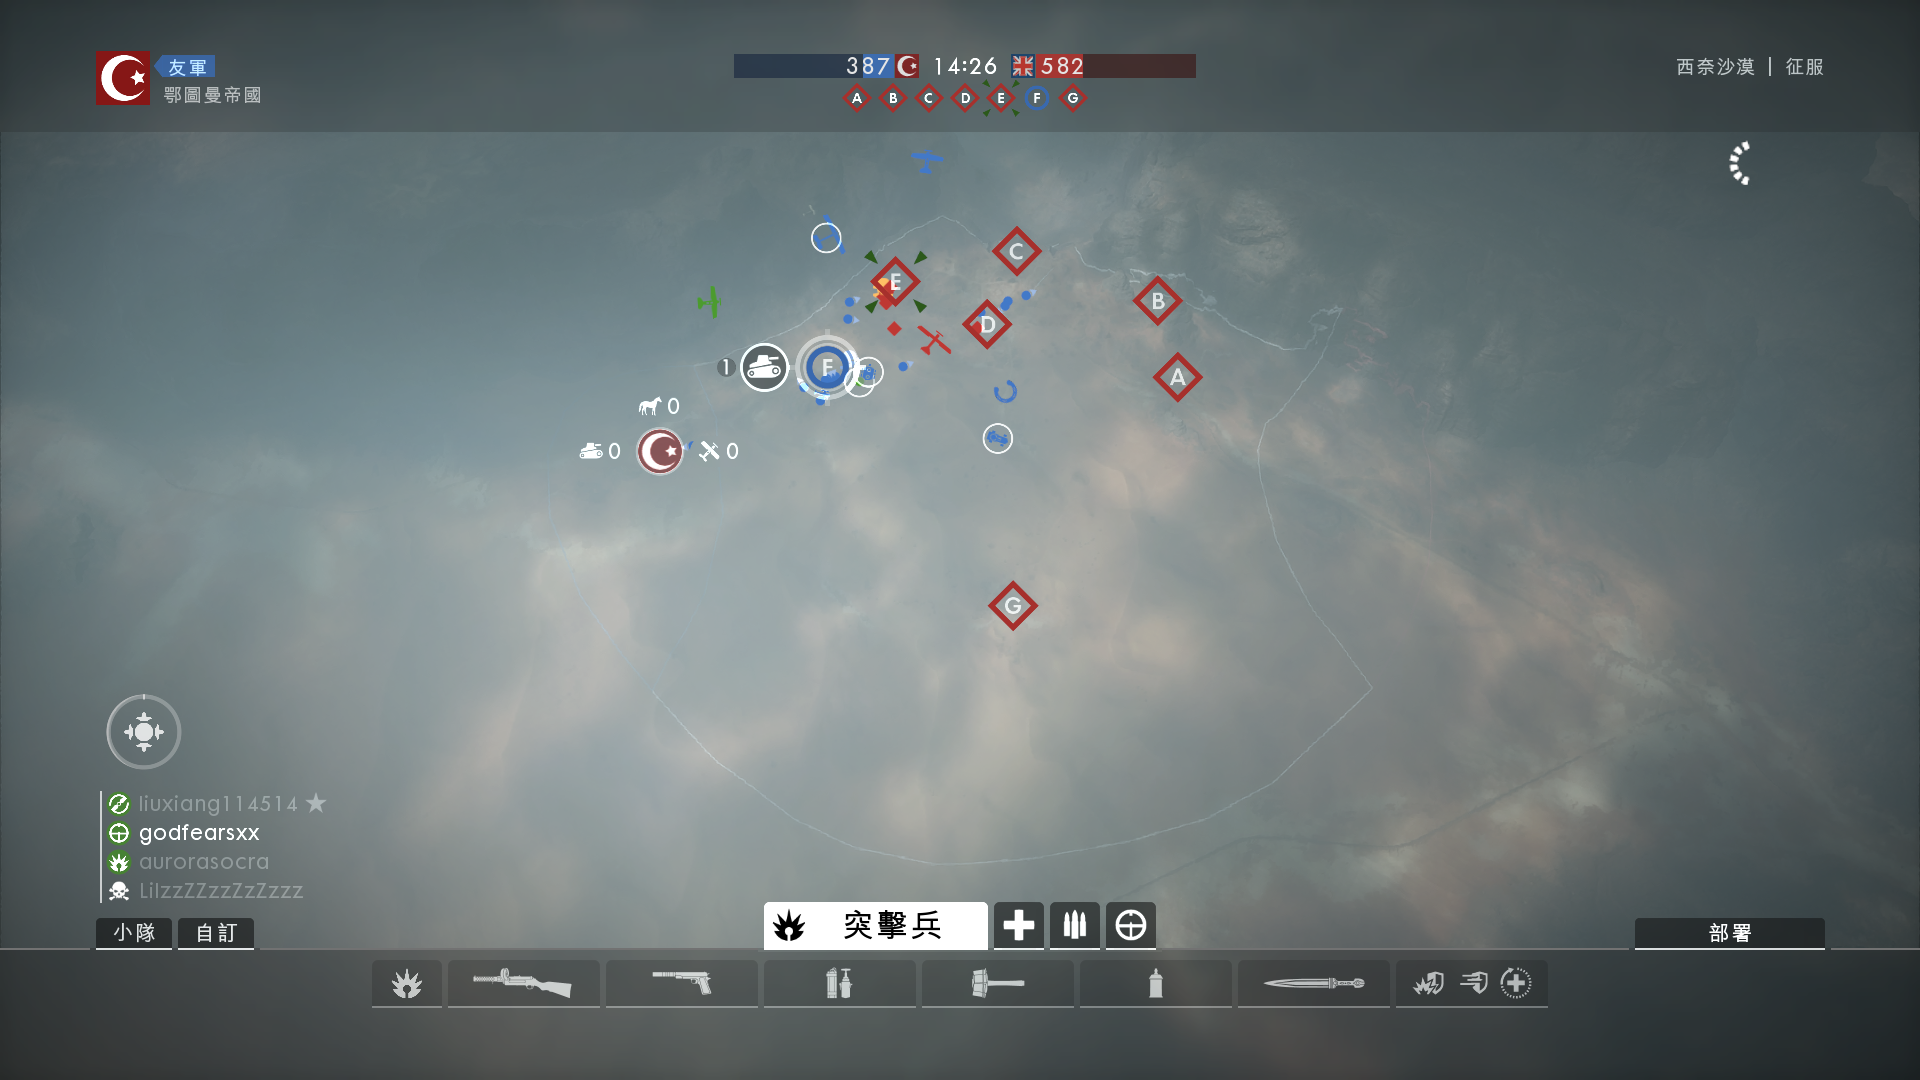 友軍
鄂圖曼帝國
387 14:26 582
A B C D E F G
西奈沙漠 | 征服
C
E
B
D
1
F
A
0
0
0
G
liuxiang114514
godfearsxx
aurorasocra
LilzzZZzzZzZzzz
小隊 自訂
突擊兵
部署